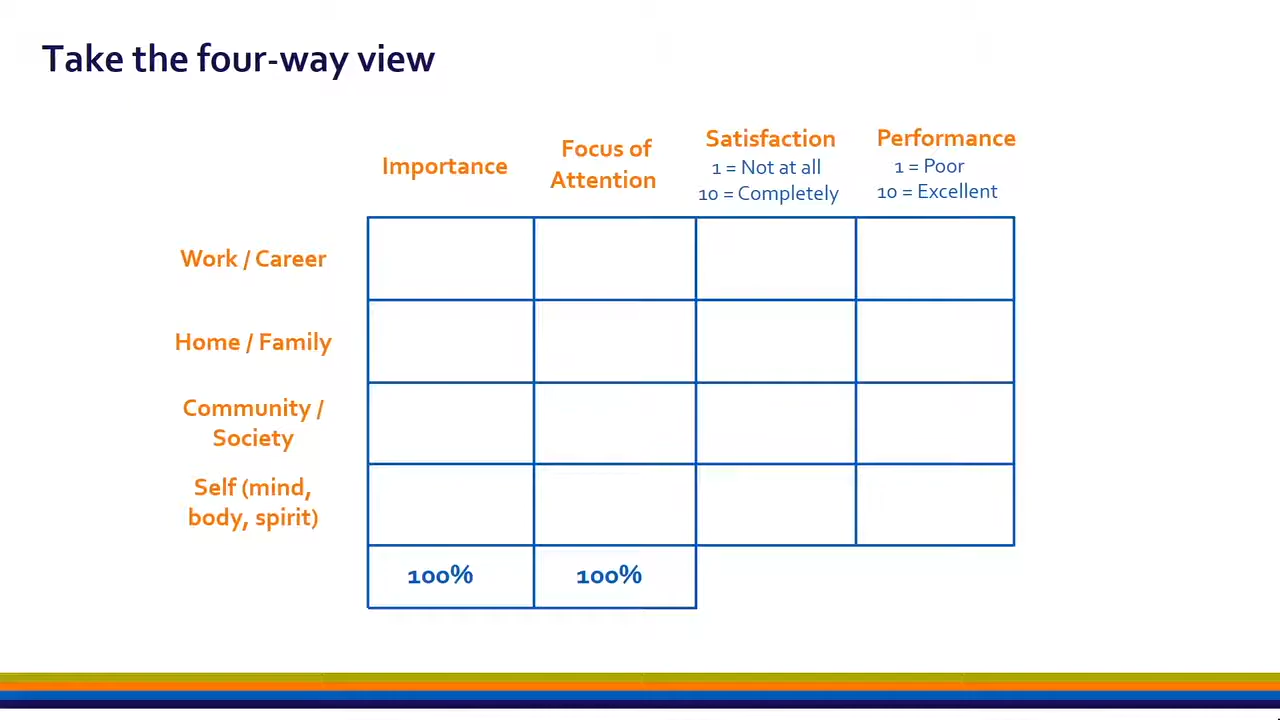 Take the four-way view
Importance
Focus of
Attention
Satisfaction
1 = Not at all
10 = Completely
Performance
1 = Poor
10 = Excellent
Work / Career
Home / Family
Community /
Society
Self (mind,
body, spirit)
100%
100%